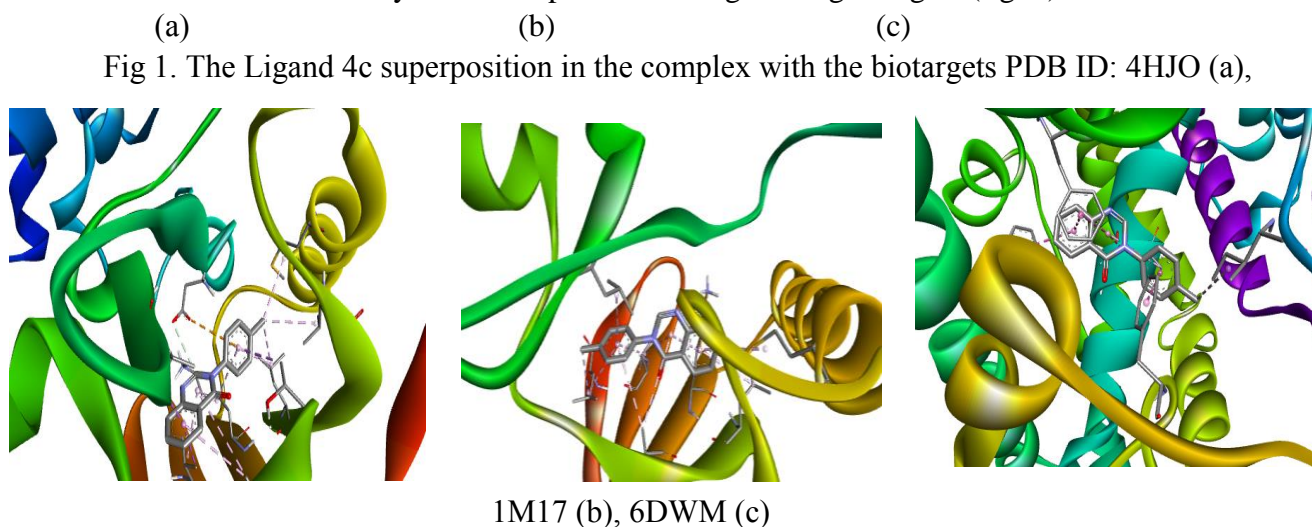 (a) (b) (c)
Fig 1. The Ligand 4c superposition in the complex with the biotargets PDB ID: 4HJO (a),
1M17 (b), 6DWM (c)